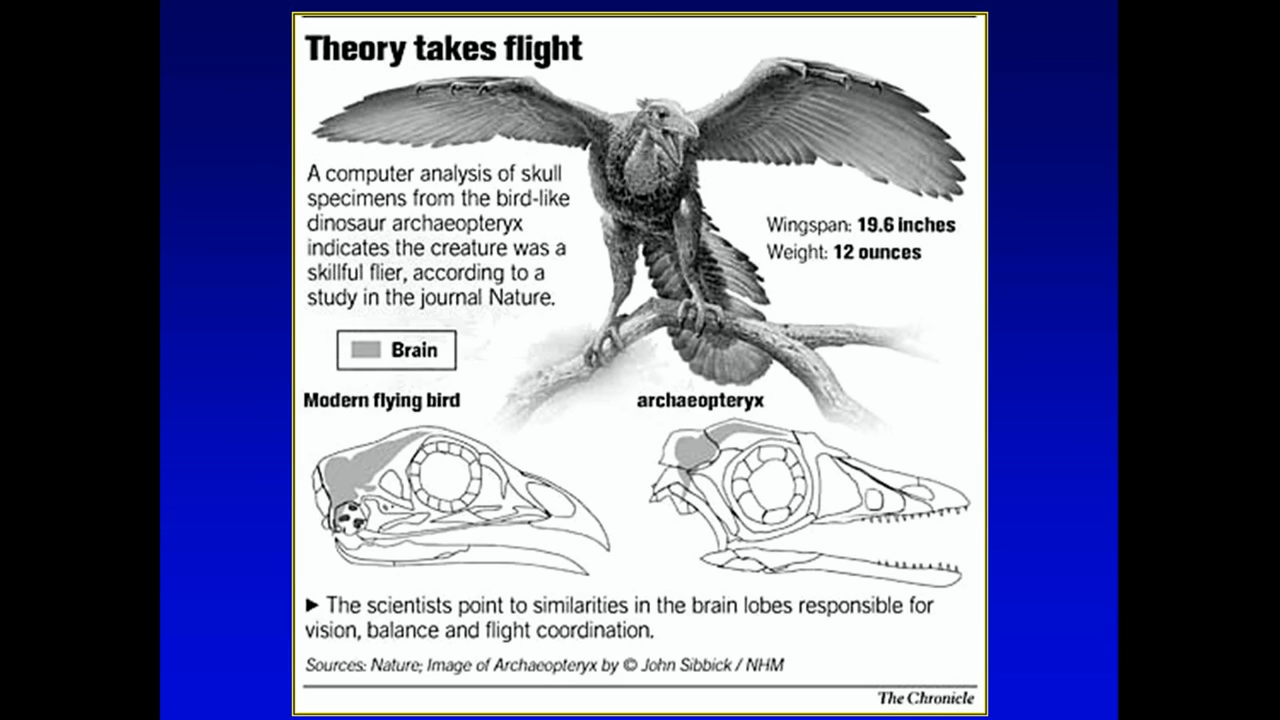 Theory takes flight
A computer analysis of skull
specimens from the bird-like
dinosaur archaeopteryx
indicates the creature was a
skillful flier, according to a
study in the journal Nature.
Wingspan: 19.6 inches
Weight: 12 ounces
Brain
Modern flying bird
archaeopteryx
► The scientists point to similarities in the brain lobes responsible for
vision, balance and flight coordination.
Sources: Nature; Image of Archaeopteryx by © John Sibbick / NHM
The Chronicle